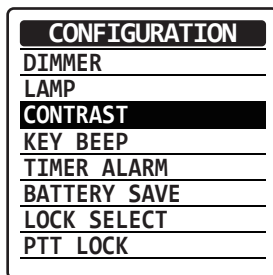 CONFIGURATION
DIMMER
LAMP
CONTRAST
KEY BEEP
TIMER ALARM
BATTERY SAVE
LOCK SELECT
PTT LOCK